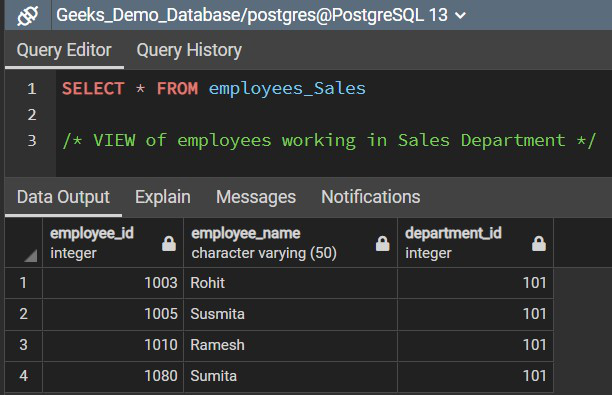 Geeks_Demo_Database/postgres@PostgreSQL 13
Query Editor Query History
1 SELECT * FROM employees_Sales
2
3 /* VIEW of employees working in Sales Department */
Data Output Explain Messages Notifications
employee_id employee_name department_id
integer character varying (50) integer
1 1003 Rohit 101
2 1005 Susmita 101
3 1010 Ramesh 101
4 1080 Sumita 101